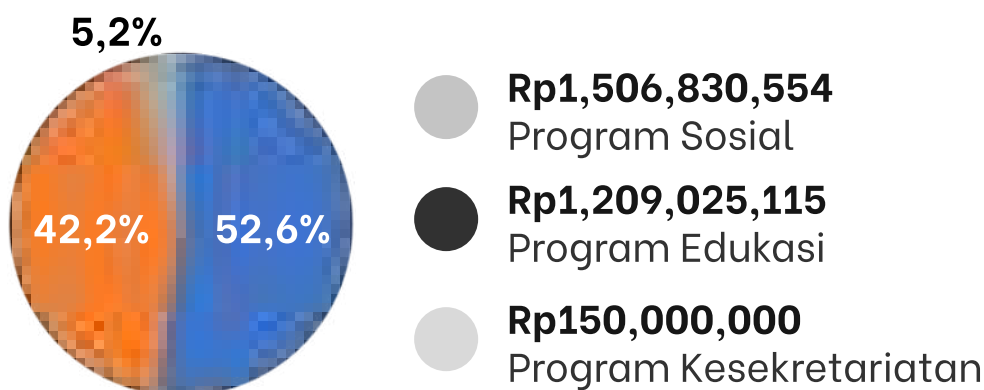 5,2%
42,2%
52,6%
Rp1,506,830,554
Program Sosial
Rp1,209,025,115
Program Edukasi
Rp150,000,000
Program Kesekretariatan